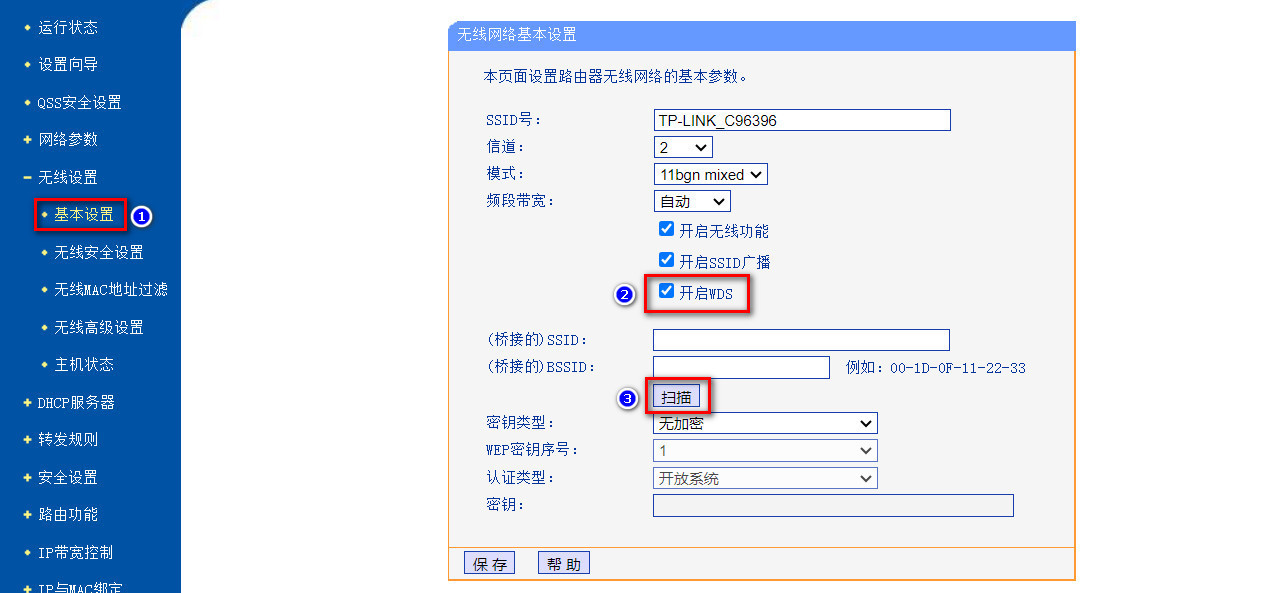 运行状态
设置向导
QSS安全设置
网络参数
无线设置
基本设置 1
无线安全设置
无线MAC地址过滤
无线高级设置
主机状态
DHCP服务器
转发规则
安全设置
路由功能
IP带宽控制
IP与MAC绑定
无线网络基本设置
本页面设置路由器无线网络的基本参数。
SSID号： TP-LINK_C96396
信道： 2
模式： 11bgn mixed
频段带宽： 自动
开启无线功能
开启SSID广播
2 开启WDS
(桥接的)SSID：
(桥接的)BSSID： 例如：00-1D-0F-11-22-33
3 扫描
密钥类型： 无加密
WEP密钥序号： 1
认证类型： 开放系统
密钥：
保 存 帮 助